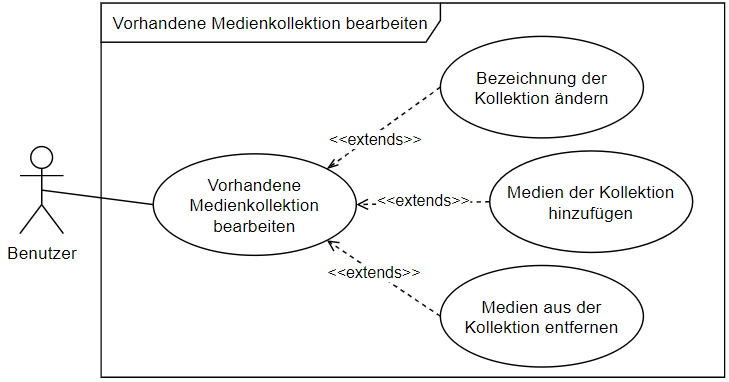 Vorhandene Medienkollektion bearbeiten
Bezeichnung der
Kollektion ändern
<<extends>>
Benutzer
Vorhandene
Medienkollektion
bearbeiten
<<extends>>
Medien der Kollektion
hinzufügen
<<extends>>
Medien aus der
Kollektion entfernen